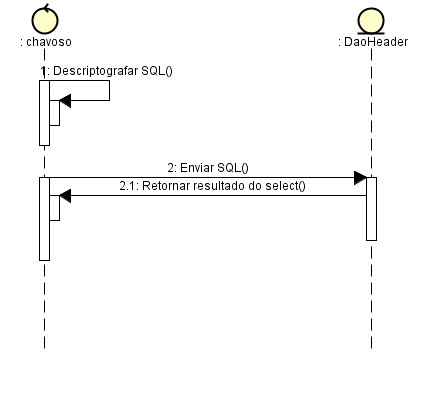 : chavoso
: DaoHeader
1: Descriptografar SQL()
2: Enviar SQL()
2.1: Retornar resultado do select()